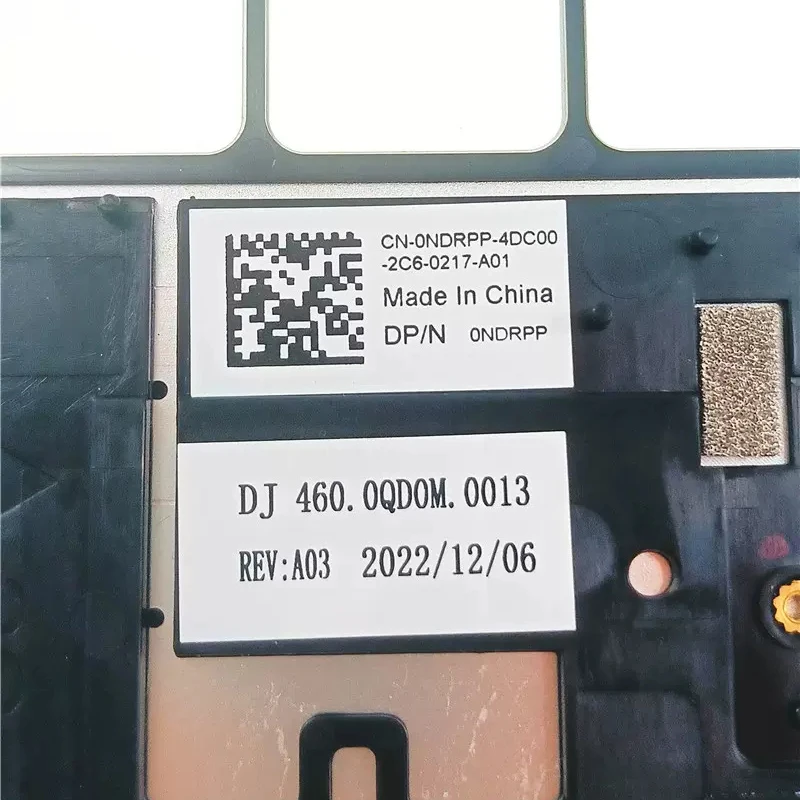 CN-0NDRPP-4DC00
-2C6-0217-A01
Made In China
DP/N 0NDRPP
DJ 460.0QD0M.0013
REV:A03 2022/12/06